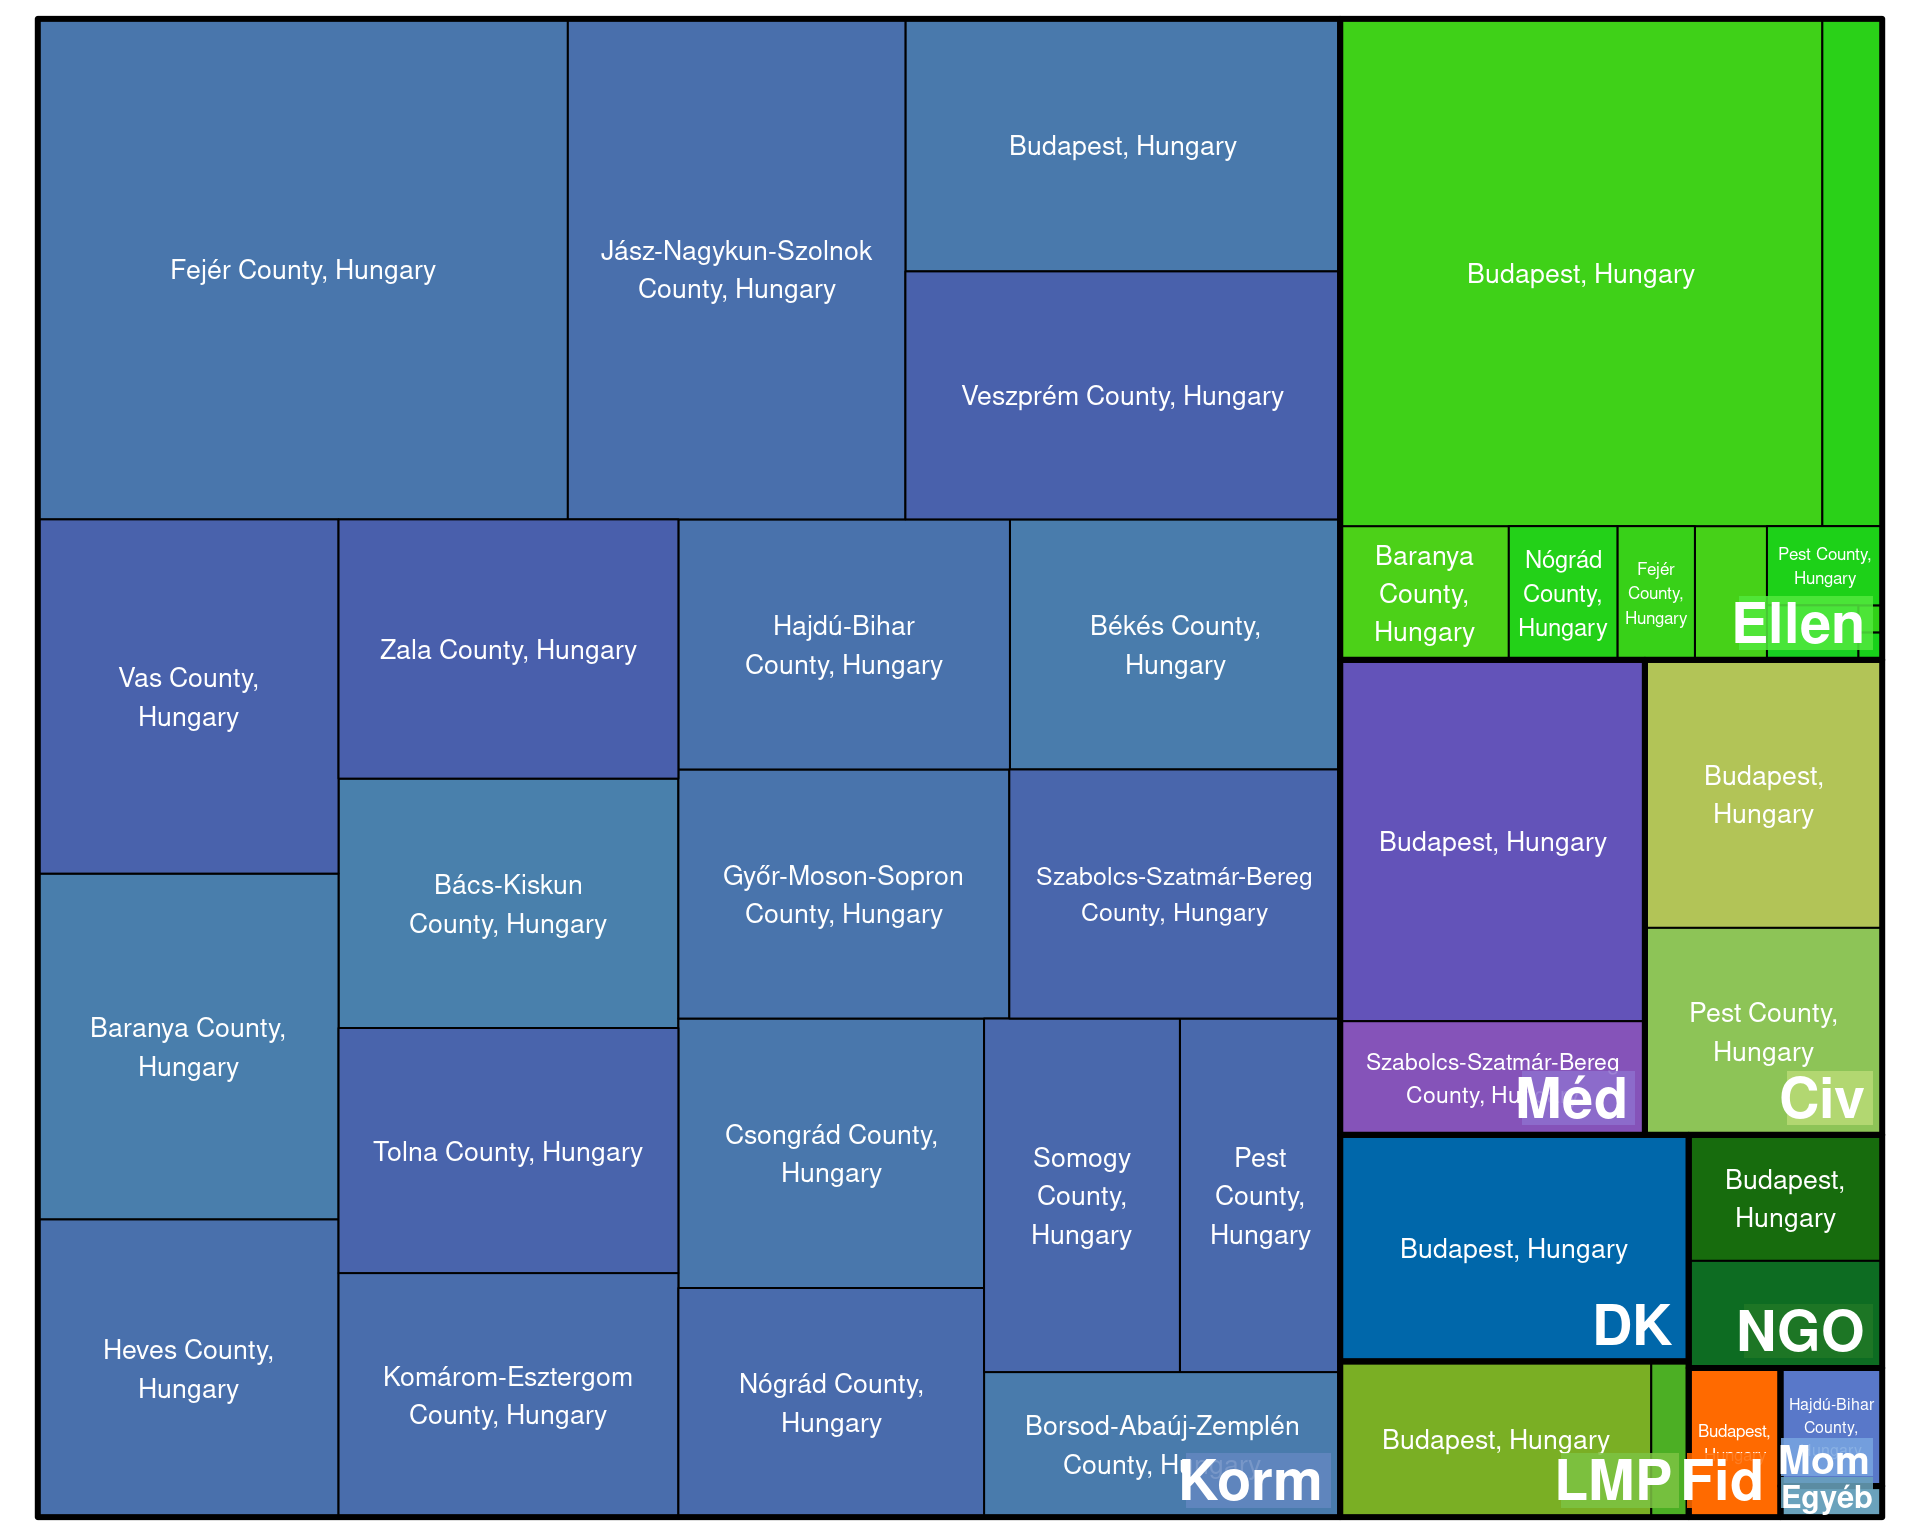 Fejér County, Hungary
Jász-Nagykun-Szolnok
County, Hungary
Budapest, Hungary
Veszprém County, Hungary
Vas County,
Hungary
Zala County, Hungary
Hajdú-Bihar
County, Hungary
Békés County,
Hungary
Bács-Kiskun
County, Hungary
Győr-Moson-Sopron
County, Hungary
Szabolcs-Szatmár-Bereg
County, Hungary
Baranya County,
Hungary
Tolna County, Hungary
Csongrád County,
Hungary
Somogy
County,
Hungary
Pest
County,
Hungary
Heves County,
Hungary
Komárom-Esztergom
County, Hungary
Nógrád County,
Hungary
Borsod-Abaúj-Zemplén
County, Hungary
Korm
Budapest, Hungary
Baranya
County,
Hungary
Nógrád
County,
Hungary
Fejér
County,
Hungary
Pest County,
Hungary
Ellen
Budapest, Hungary
Szabolcs-Szatmár-Bereg
County,
Méd
Budapest,
Hungary
Pest County,
Hungary
Civ
Budapest, Hungary
DK
Budapest,
Hungary
NGO
Budapest, Hungary
LMP
Budapest,
Hungary
Fid
Hajdú-Bihar
County,
Hungary
Mom
Egyéb